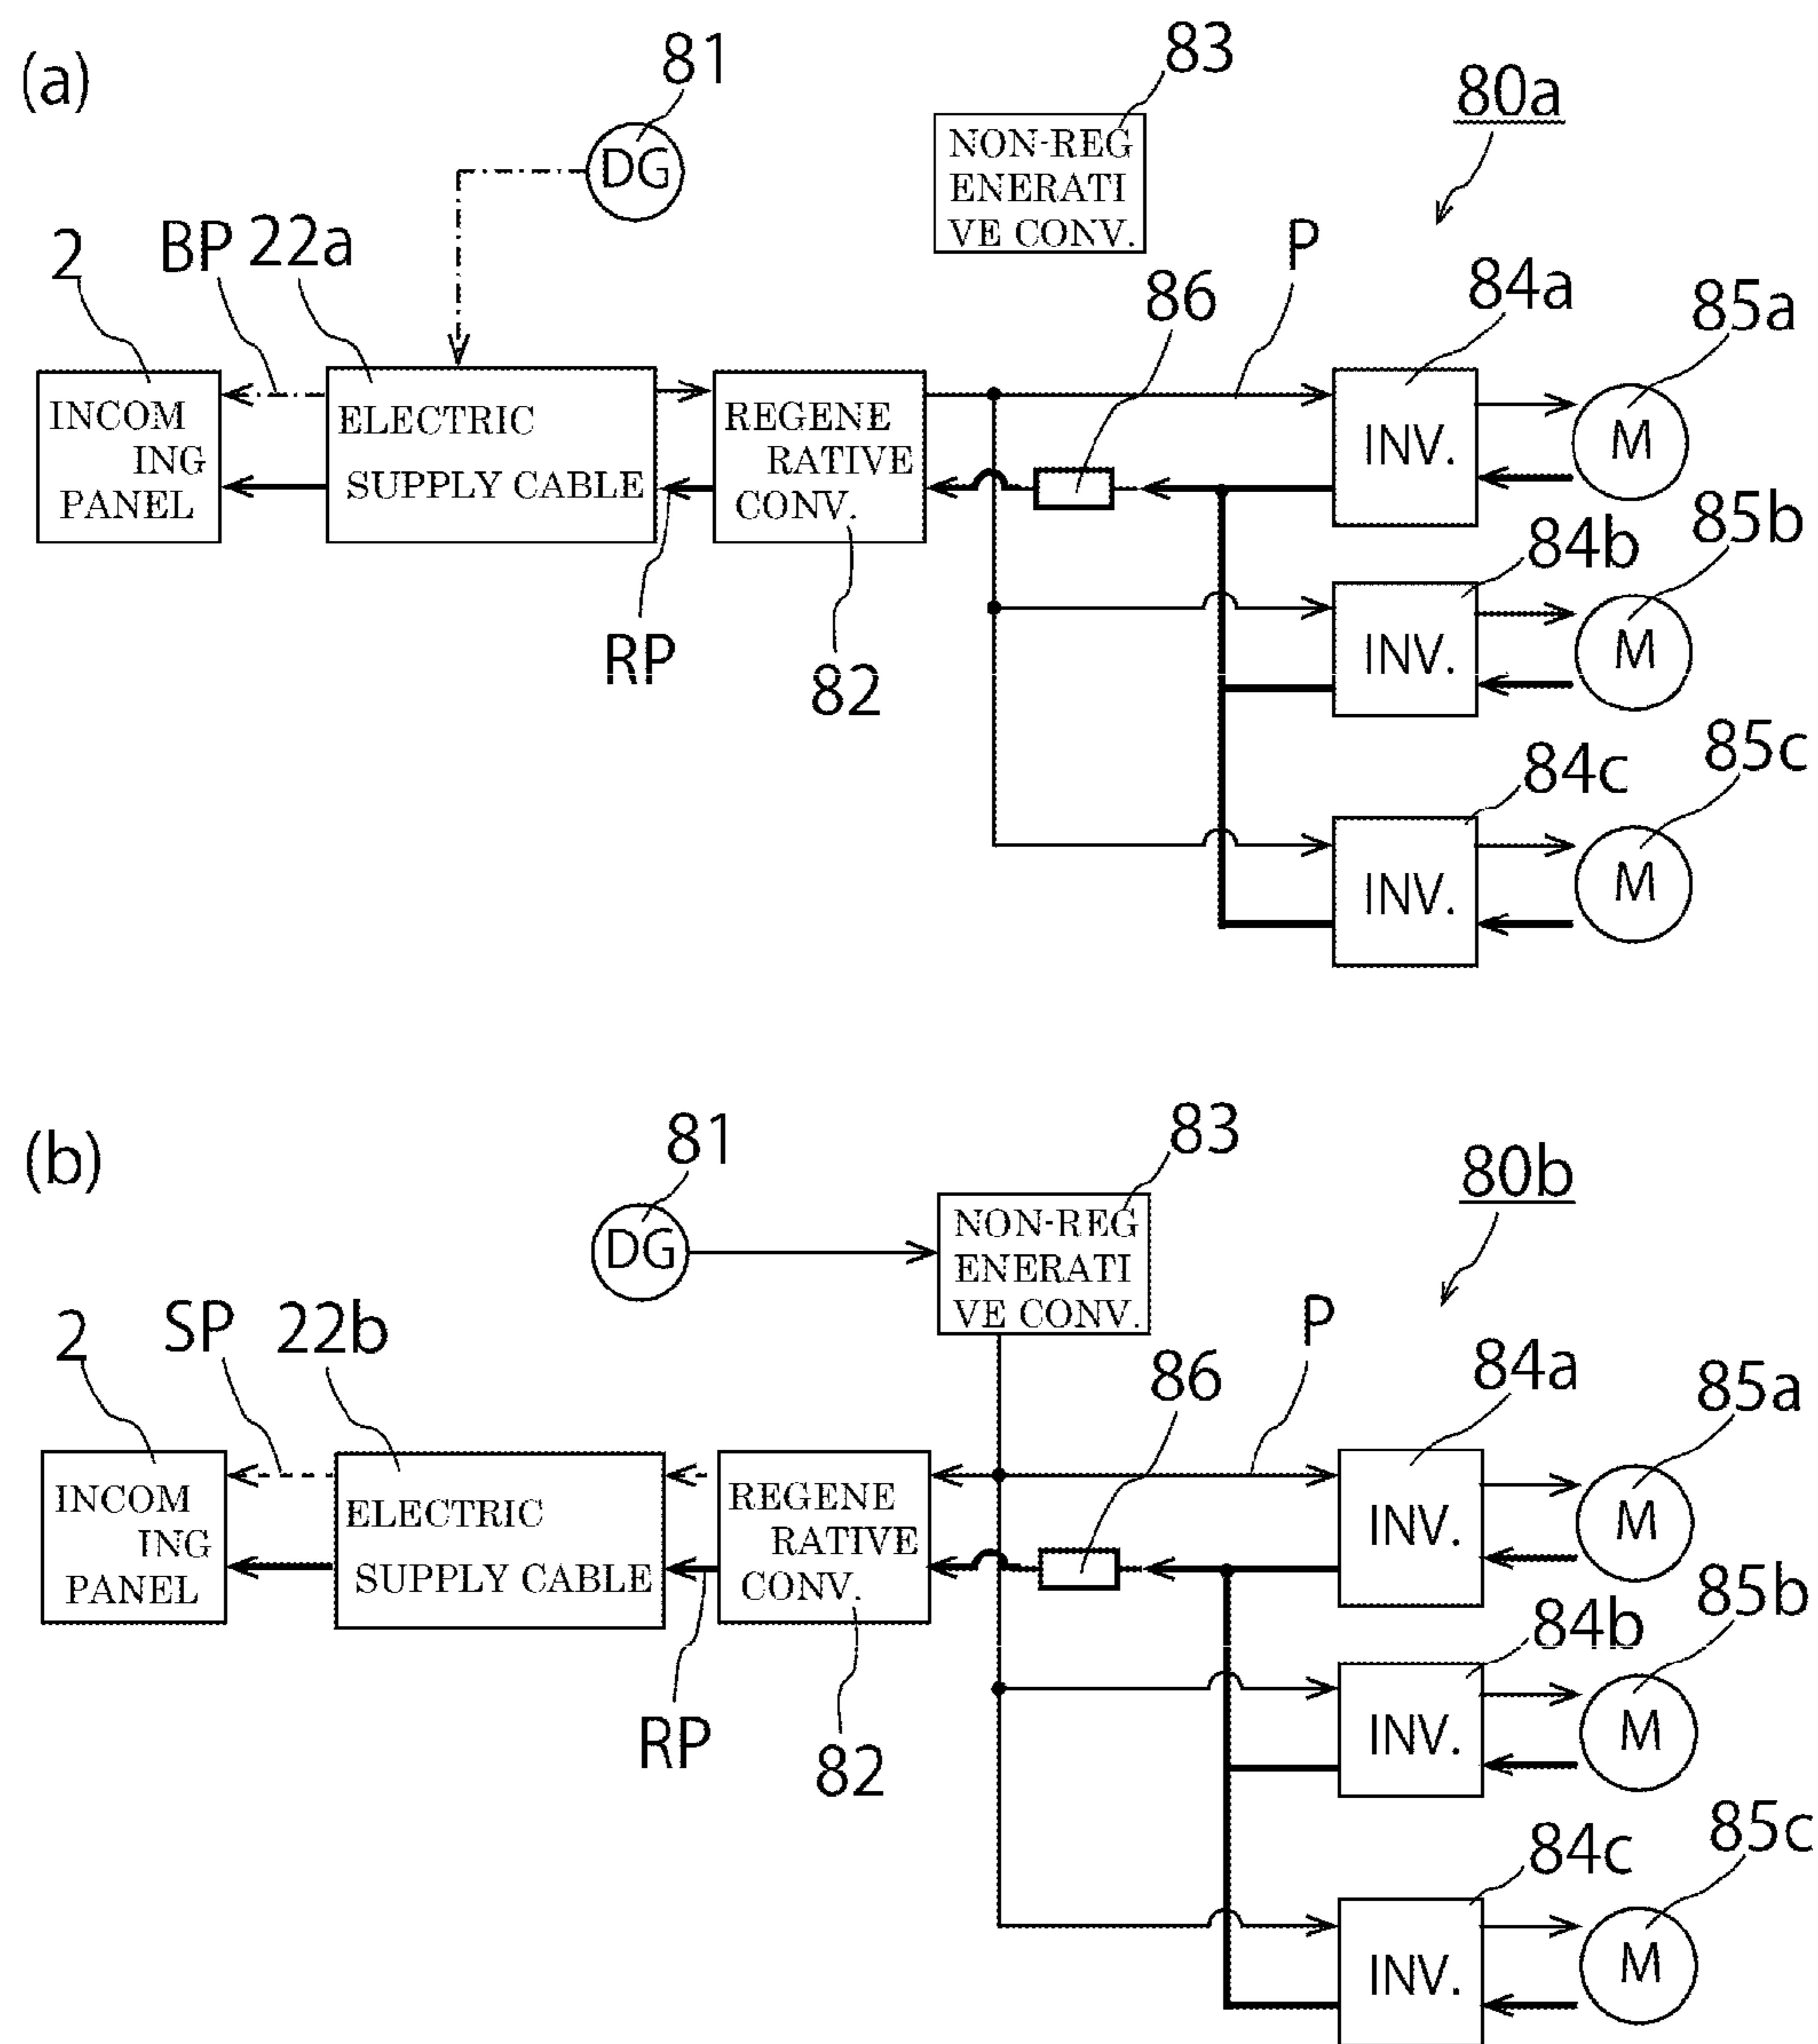 (a)
81
83
80a
DG
NON-REG
ENERATI
VE CONV.
2
BP
22a
P
86
84a
85a
INCOM
ING
PANEL
ELECTRIC
SUPPLY CABLE
REGENE
RATIVE
CONV.
INV.
M
RP
82
84b
85b
INV.
M
84c
85c
INV.
M
(b)
81
83
80b
DG
NON-REG
ENERATI
VE CONV.
2
SP
22b
P
86
84a
85a
INCOM
ING
PANEL
ELECTRIC
SUPPLY CABLE
REGENE
RATIVE
CONV.
INV.
M
RP
82
84b
85b
INV.
M
84c
85c
INV.
M